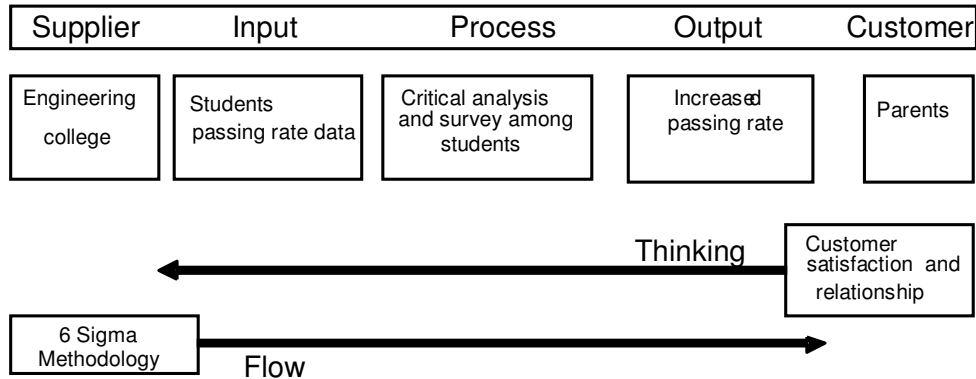 Supplier Input Process Output Customer
Engineering
college
Students
passing rate data
Critical analysis
and survey among
students
Increased
passing rate
Parents
Thinking
Customer
satisfaction and
relationship
6 Sigma
Methodology
Flow